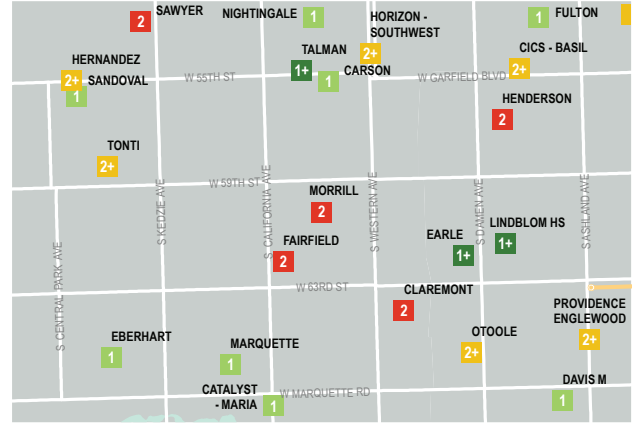 SAWYER
2
NIGHTINGALE
1
HORIZON -
SOUTHWEST
2+
1
FULTON
HERNANDEZ
2+
SANDOVAL
1
W 55TH ST
TALMAN
1+
CARSON
1
W GARFIELD BLVD
CICS - BASIL
2+
HENDERSON
2
TONTI
2+
W 59TH ST
MORRILL
2
FAIRFIELD
2
EARLE
1+
LINDBLOM HS
1+
S CENTRAL PARK AVE
S KEDZIE AVE
S CALIFORNIA AVE
S WESTERN AVE
S DAMEN AVE
S ASHLAND AVE
W 63RD ST
CLAREMONT
2
PROVIDENCE
ENGLEWOOD
2+
EBERHART
1
MARQUETTE
1
OTOOLE
2+
CATALYST
- MARIA
1
W MARQUETTE RD
DAVIS M
1